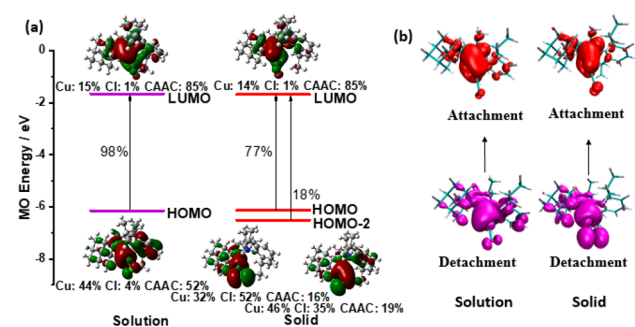 (a)
MO Energy / eV
0
-2
-4
-6
-8
Cu: 15% Cl: 1% CAAC: 85%
LUMO
98%
HOMO
Cu: 44% Cl: 4% CAAC: 52%
Solution
Cu: 14% Cl: 1% CAAC: 85%
LUMO
77%
18%
HOMO
HOMO-2
Cu: 32% Cl: 52% CAAC: 16%
Cu: 46% Cl: 35% CAAC: 19%
Solid
(b)
Attachment Attachment
Detachment Detachment
Solution Solid